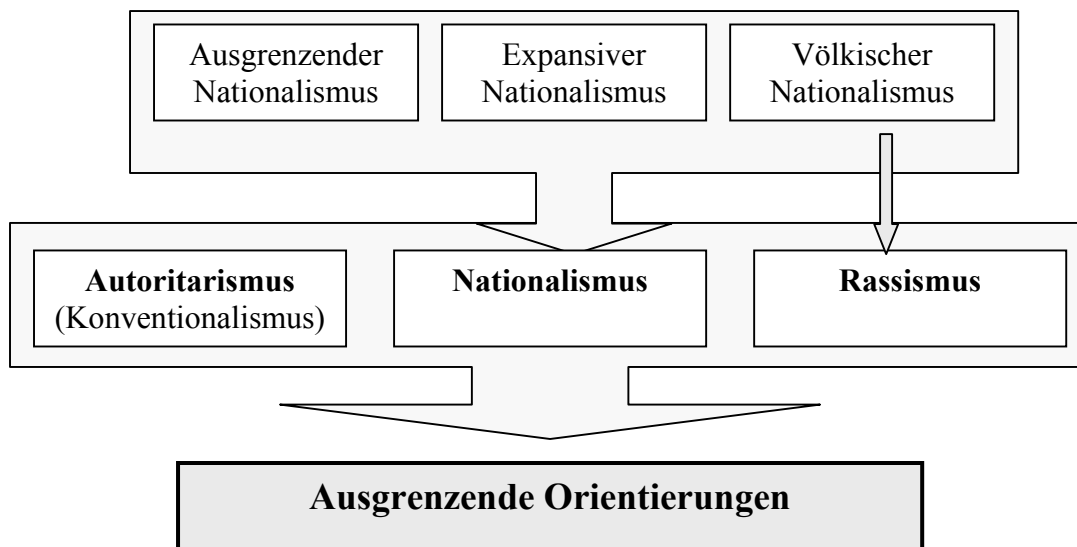 Ausgrenzender
Nationalismus
Expansiver
Nationalismus
Völkischer
Nationalismus
Autoritarismus
(Konventionalismus)
Nationalismus
Rassismus
Ausgrenzende Orientierungen